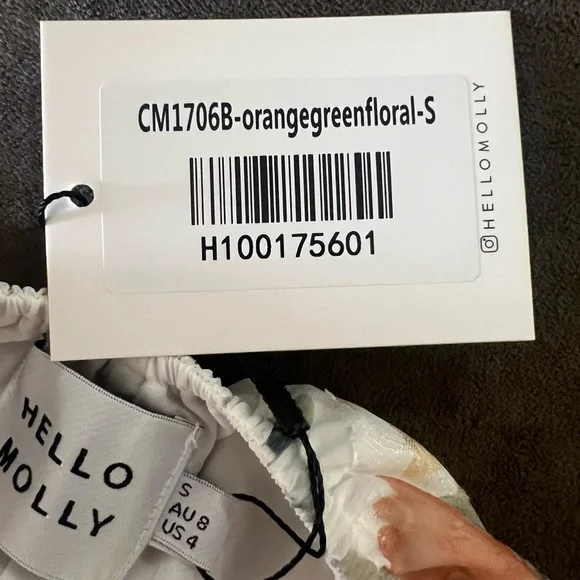 CM1706B-orangegreenfloral-S
H100175601
HELLOMOLLY
HELLO
MOLLY
S
AU 8
US 4